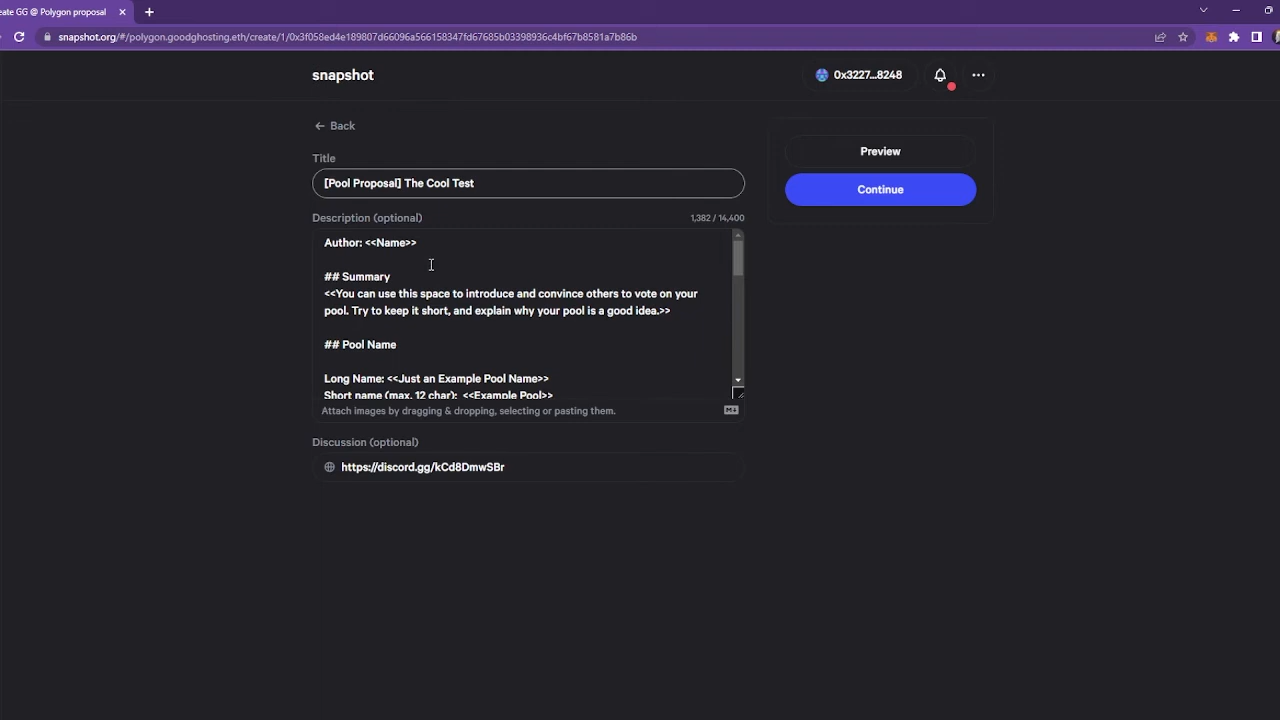 eate GG @ Polygon proposal
snapshot.org/#/polygon.goodghosting.eth/create/1/0x3f058ed4e189807d66096a566158347fd67685b03398936c4bf67b8581a7b86b
snapshot
0x3227...8248
Back
Title
[Pool Proposal] The Cool Test
Description (optional)
1,382 / 14,400
Author: <<Name>>
## Summary
<<You can use this space to introduce and convince others to vote on your
pool. Try to keep it short, and explain why your pool is a good idea.>>
## Pool Name
Long Name: <<Just an Example Pool Name>>
Short name (max. 12 char):  <<Example Pool>>
Attach images by dragging & dropping, selecting or pasting them.
Discussion (optional)
https://discord.gg/kCd8DmwSBr
Preview
Continue